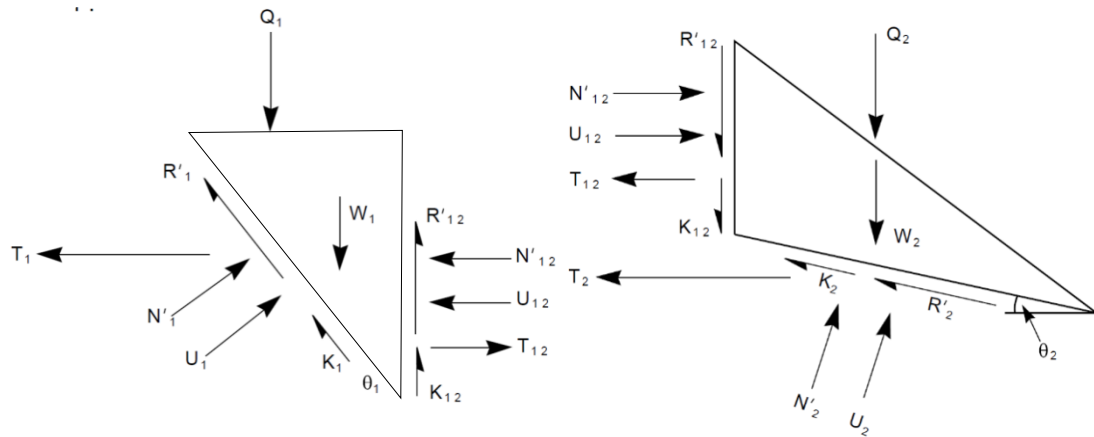 Q₁
R'₁
W₁
R'₁₂
T₁
N'₁₂
N'₁
U₁₂
U₁
K₁
T₁₂
θ₁
K₁₂
R'₁₂
Q₂
N'₁₂
U₁₂
T₁₂
K₁₂
W₂
T₂
K₂
R'₂
θ₂
N'₂
U₂